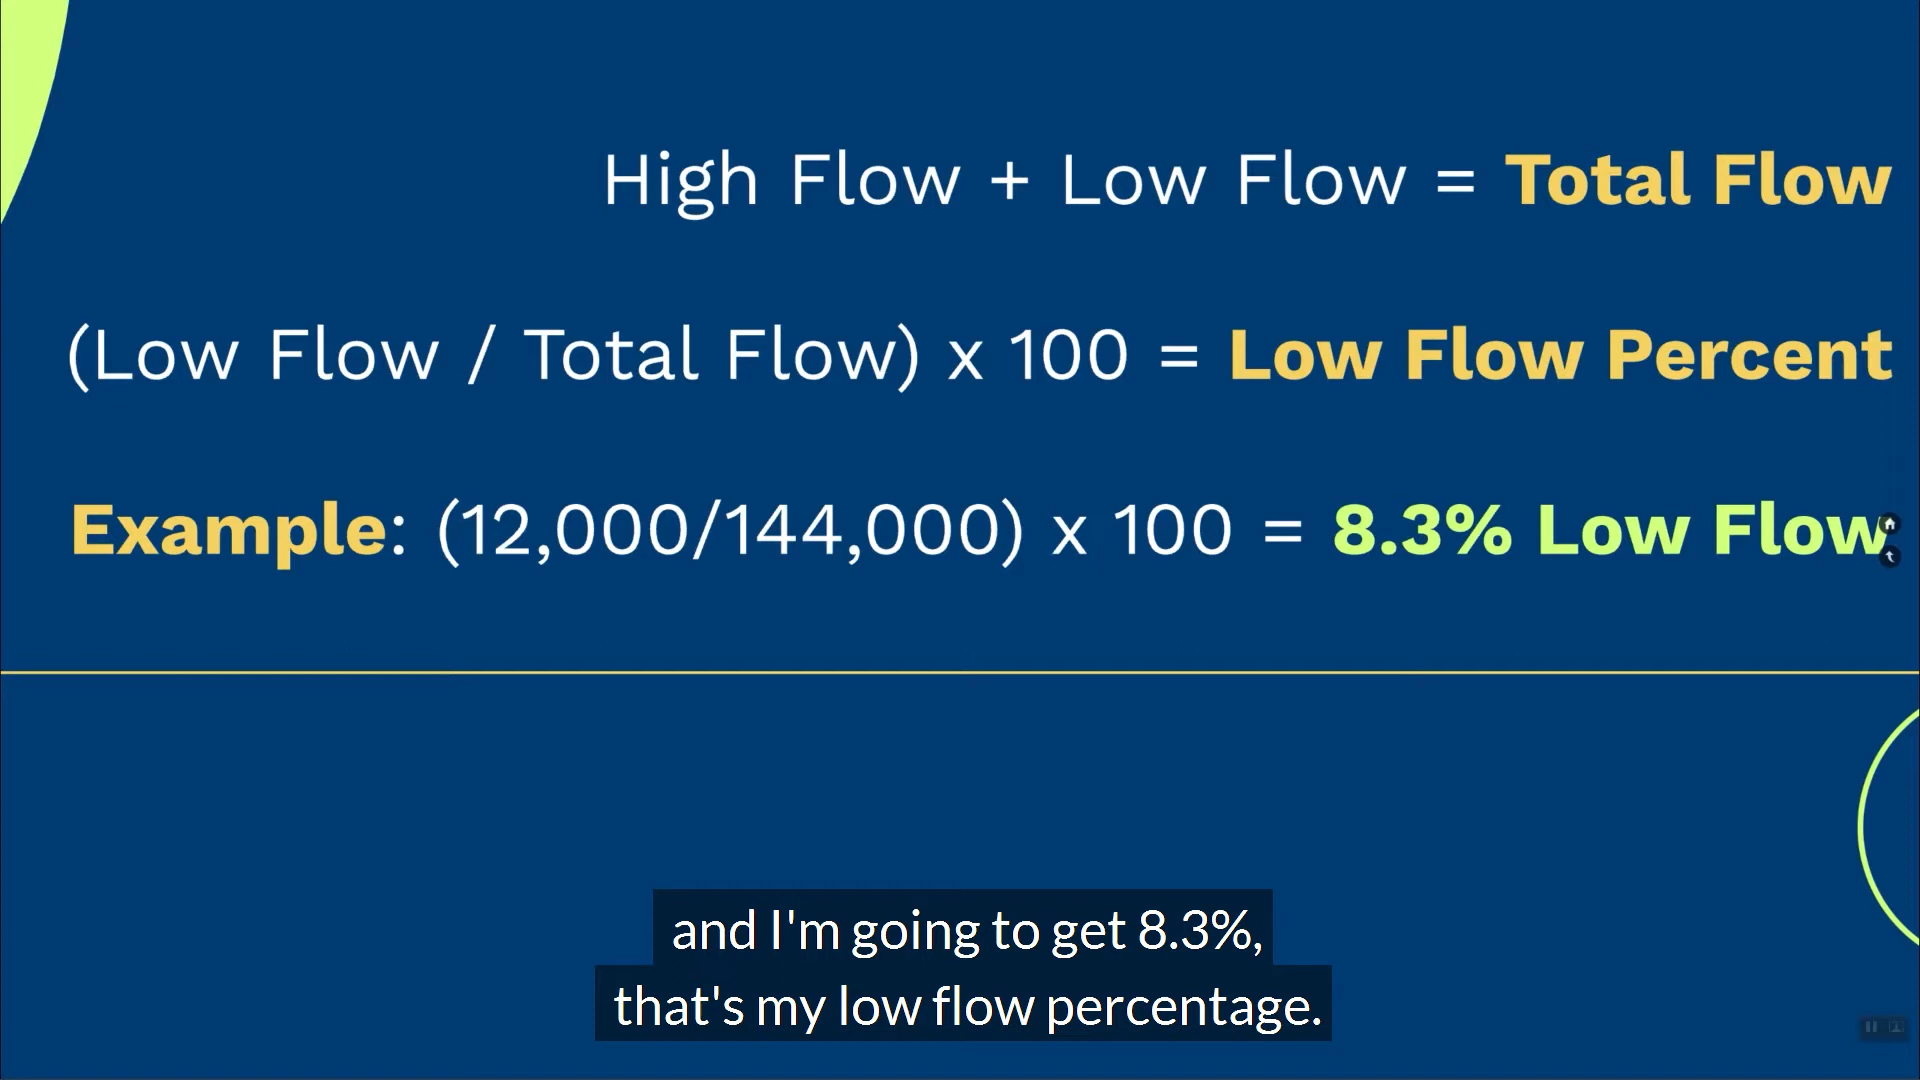 High Flow + Low Flow = Total Flow
(Low Flow / Total Flow) x 100 = Low Flow Percent
Example: (12,000/144,000) x 100 = 8.3% Low Flow
and I'm going to get 8.3%,
that's my low flow percentage.